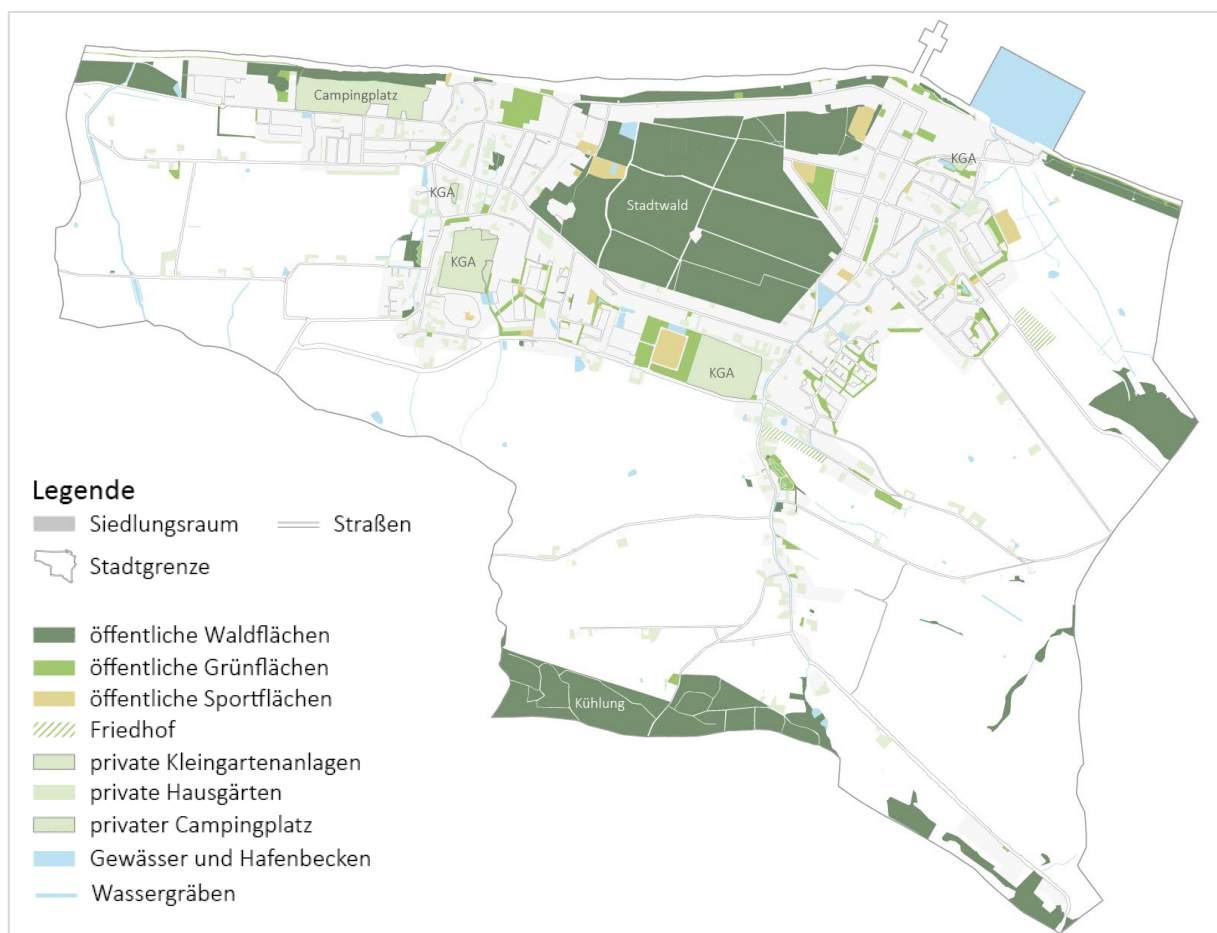 Campingplatz
KGA
KGA
Stadtwald
KGA
KGA
Kühlung
Legende
Siedlungsraum Straßen
Stadtgrenze
öffentliche Waldflächen
öffentliche Grünflächen
öffentliche Sportflächen
Friedhof
private Kleingartenanlagen
private Hausgärten
privater Campingplatz
Gewässer und Hafenbecken
Wassergräben